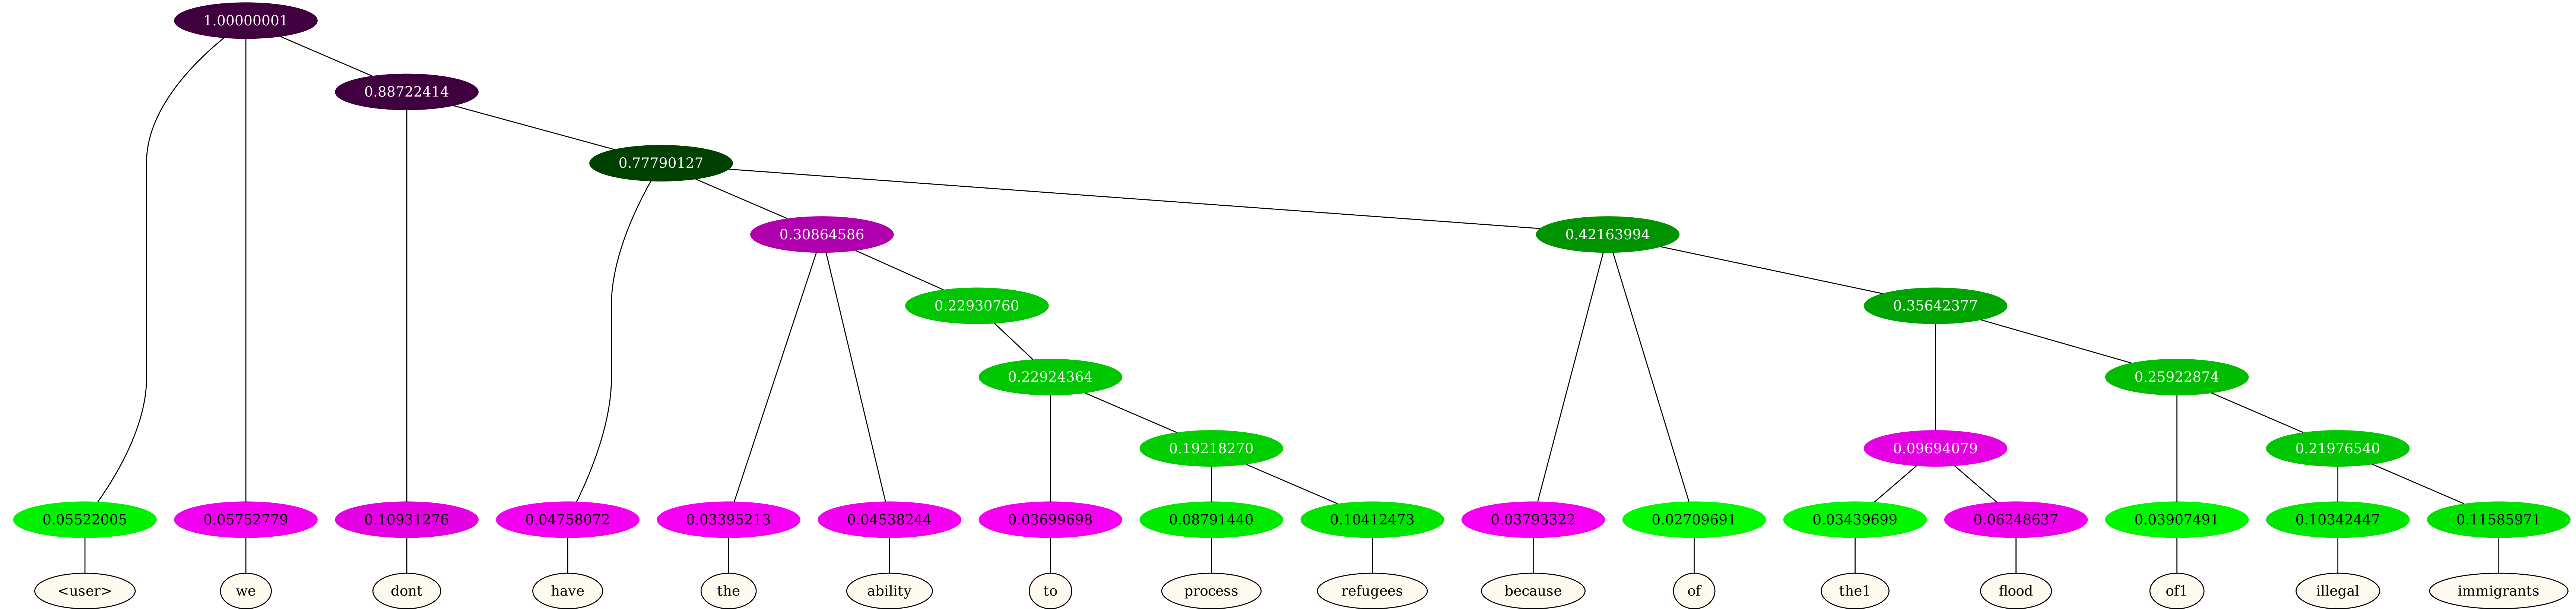 1.00000001
0.88722414
0.77790127
0.30864586 0.42163994
0.22930760 0.35642377
0.22924364 0.25922874
0.19218270 0.09694079 0.21976540
0.05522005 0.05752779 0.10931276 0.04758072 0.03395213 0.04538244 0.03699698 0.08791440 0.10412473 0.03793322 0.02709691 0.03439699 0.06248637 0.03907491 0.10342447 0.11585971
<user> we dont have the ability to process refugees because of the1 flood of1 illegal immigrants